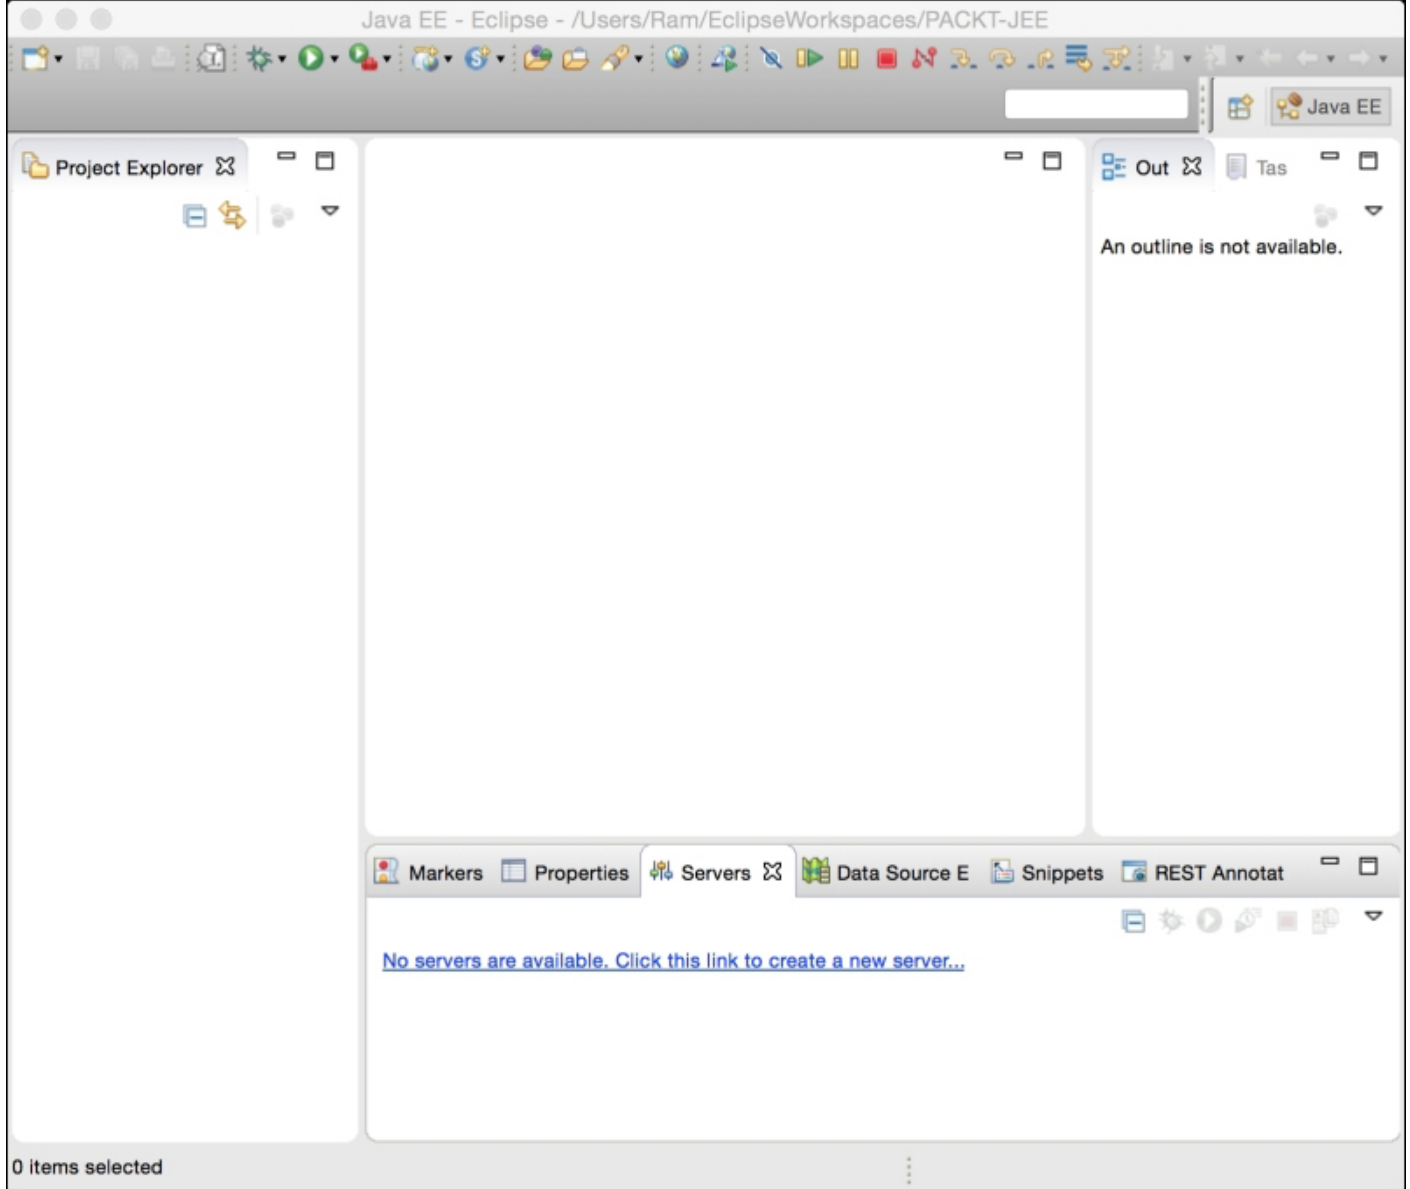 Java EE - Eclipse - /Users/Ram/EclipseWorkspaces/PACKT-JEE
Java EE
Project Explorer
Out Tas
An outline is not available.
Markers Properties Servers Data Source E Snippets REST Annotat
No servers are available. Click this link to create a new server...
0 items selected